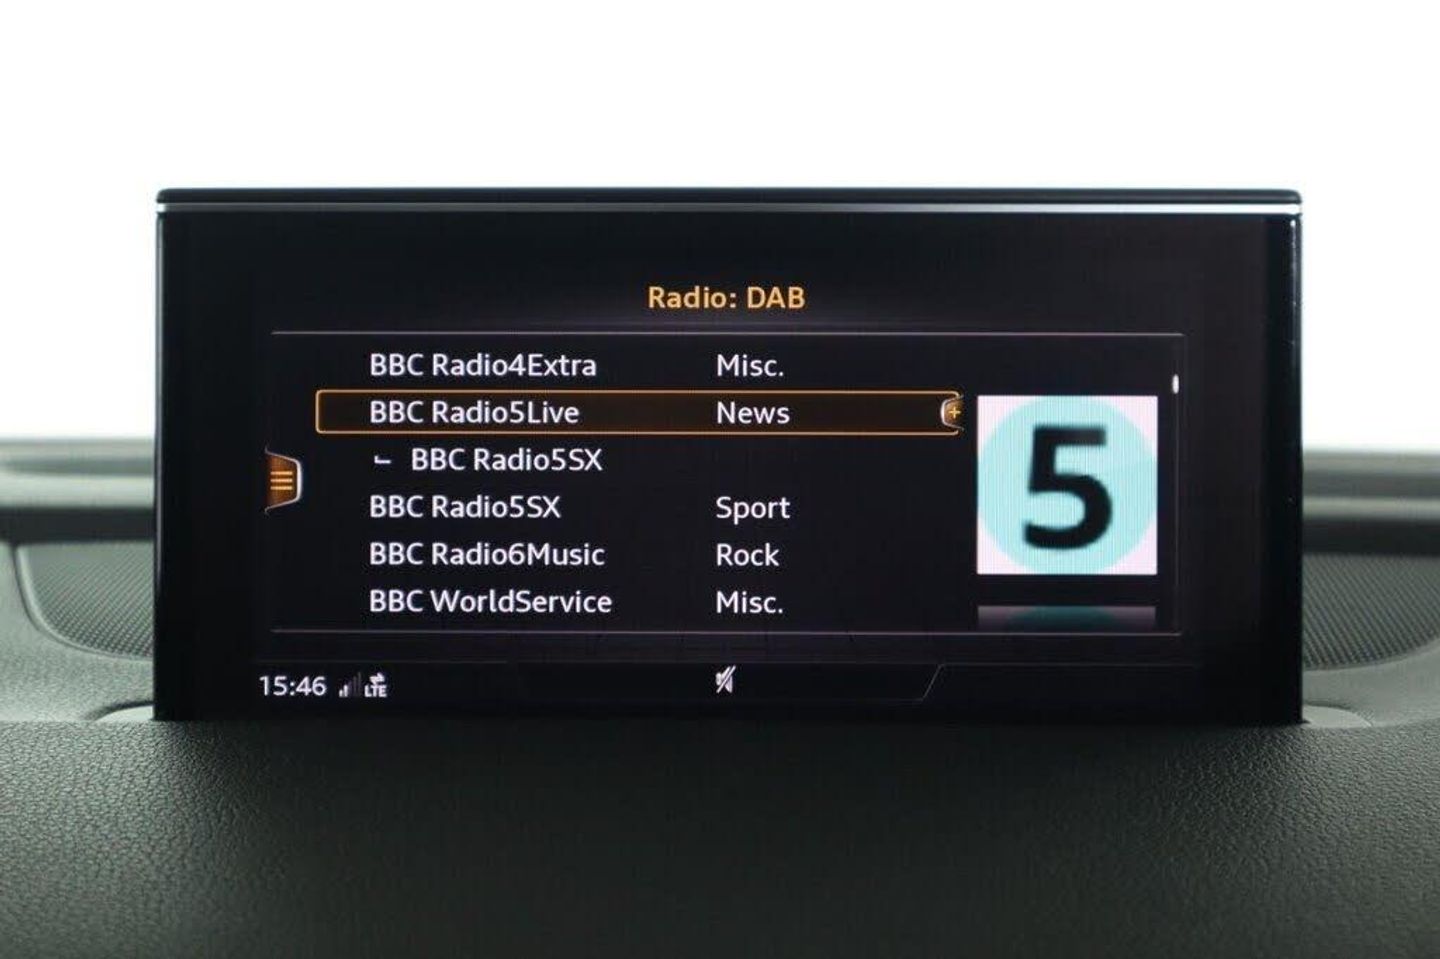 Radio: DAB
BBC Radio4Extra Misc.
BBC Radio5Live News +
BBC Radio5SX
BBC Radio5SX Sport
BBC Radio6Music Rock
BBC WorldService Misc.
5
15:46 LTE